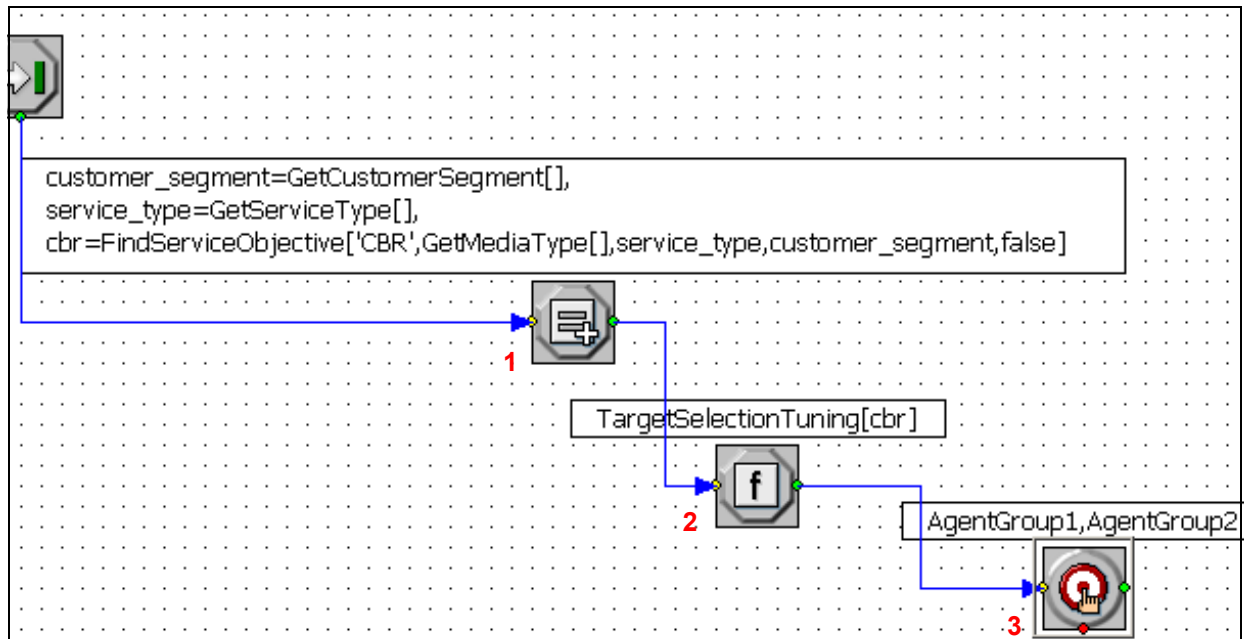 customer_segment=GetCustomerSegment[],
service_type=GetServiceType[],
cbr=FindServiceObjective['CBR',GetMediaType[],service_type,customer_segment,false]
1
TargetSelectionTuning[cbr]
f
2
AgentGroup1,AgentGroup2
3